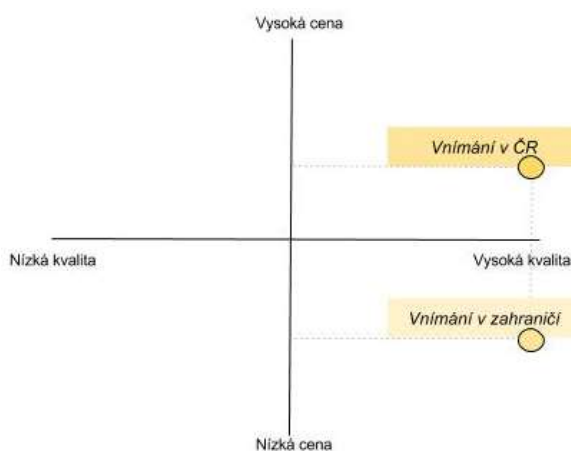 Vysoká cena
Vnímání v ČR
Nízká kvalita
Vysoká kvalita
Vnímání v zahraničí
Nízká cena